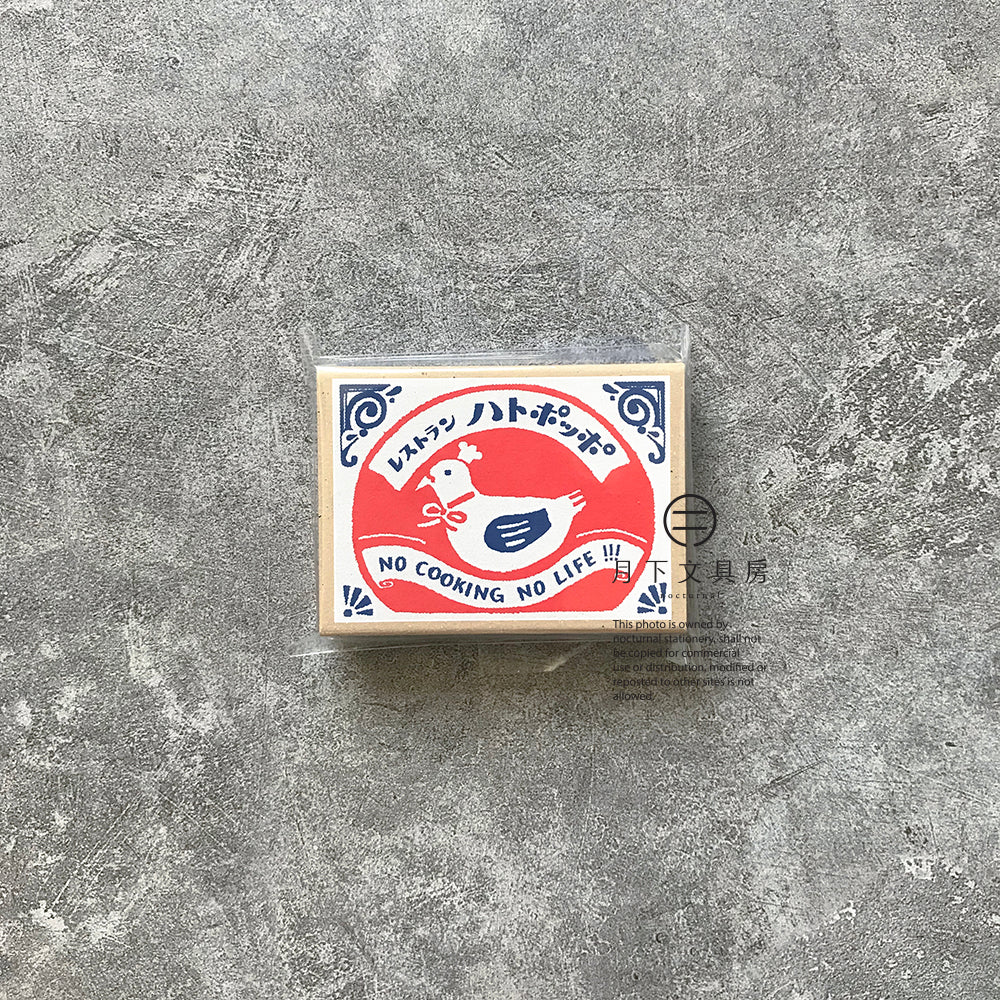 レストラン ハトポッポ
NO COOKING NO LIFE !!!
月下文具房
nocturnal
This photo is owned by
nocturnal stationery, shall not
be copied for commercial
use or distribution, modified or
reposted to other sites is not
allowed.